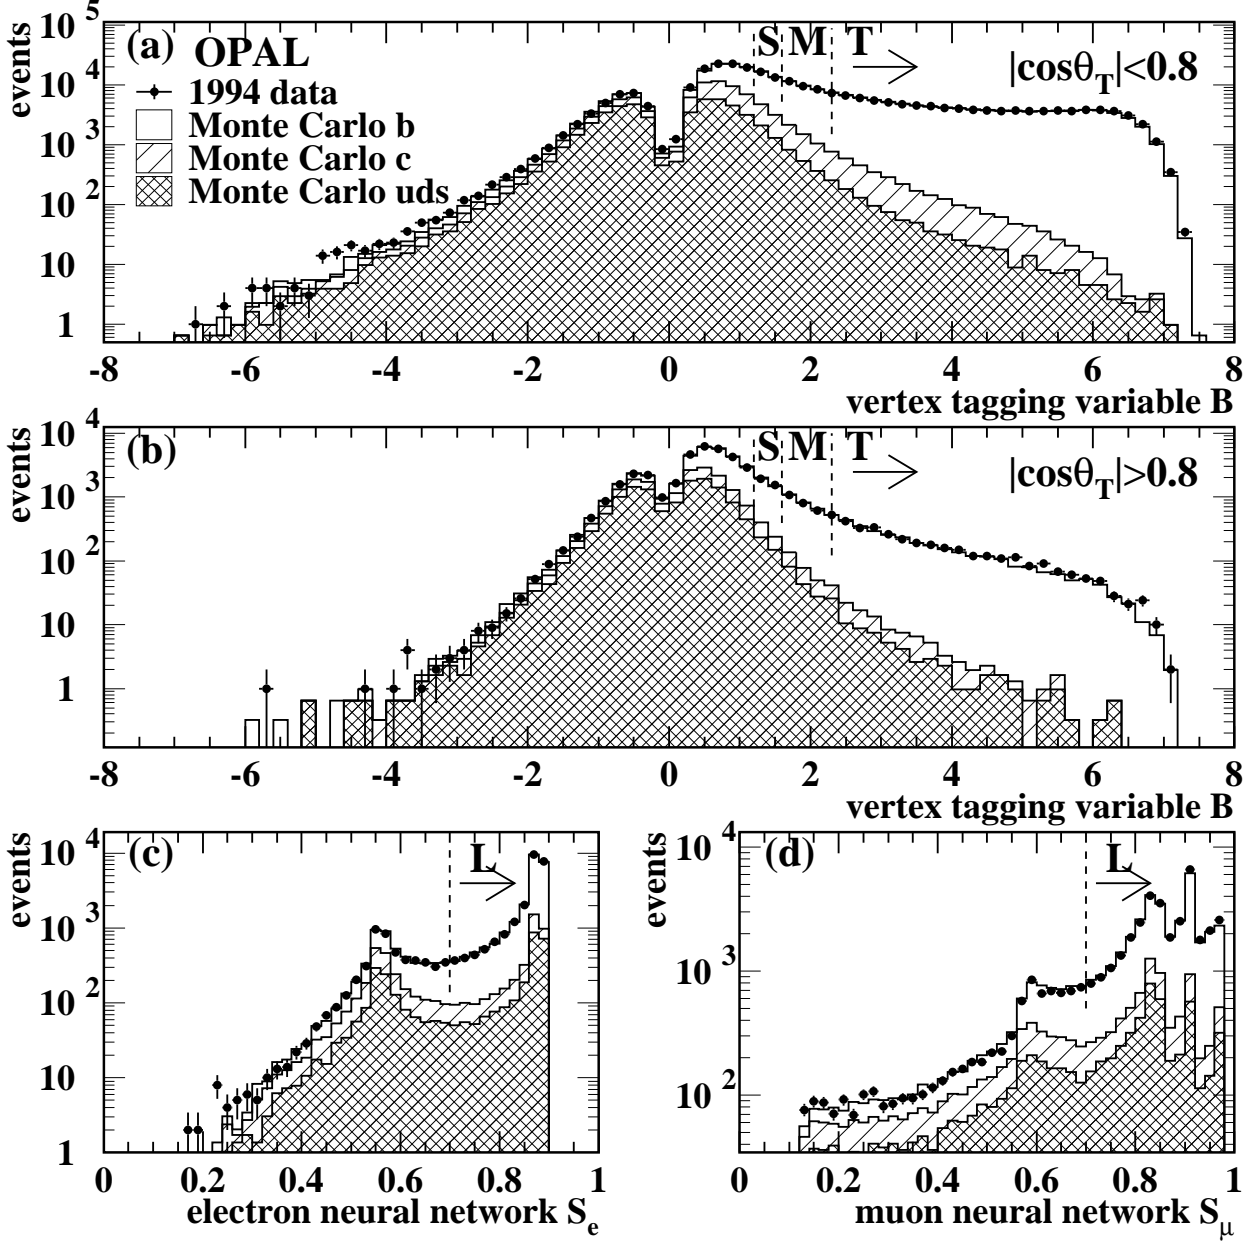 (a) OPAL
1994 data
Monte Carlo b
Monte Carlo c
Monte Carlo uds
S M T
|cosθ_T|<0.8
events
10^5
10^4
10^3
10^2
10
1
-8 -6 -4 -2 0 2 4 6 8
vertex tagging variable B
(b)
S M T
|cosθ_T|>0.8
events
10^4
10^3
10^2
10
1
-8 -6 -4 -2 0 2 4 6 8
vertex tagging variable B
(c)
L
events
10^4
10^3
10^2
10
1
0 0.2 0.4 0.6 0.8 1
electron neural network S_e
(d)
L
events
10^4
10^3
10^2
0 0.2 0.4 0.6 0.8 1
muon neural network S_μ